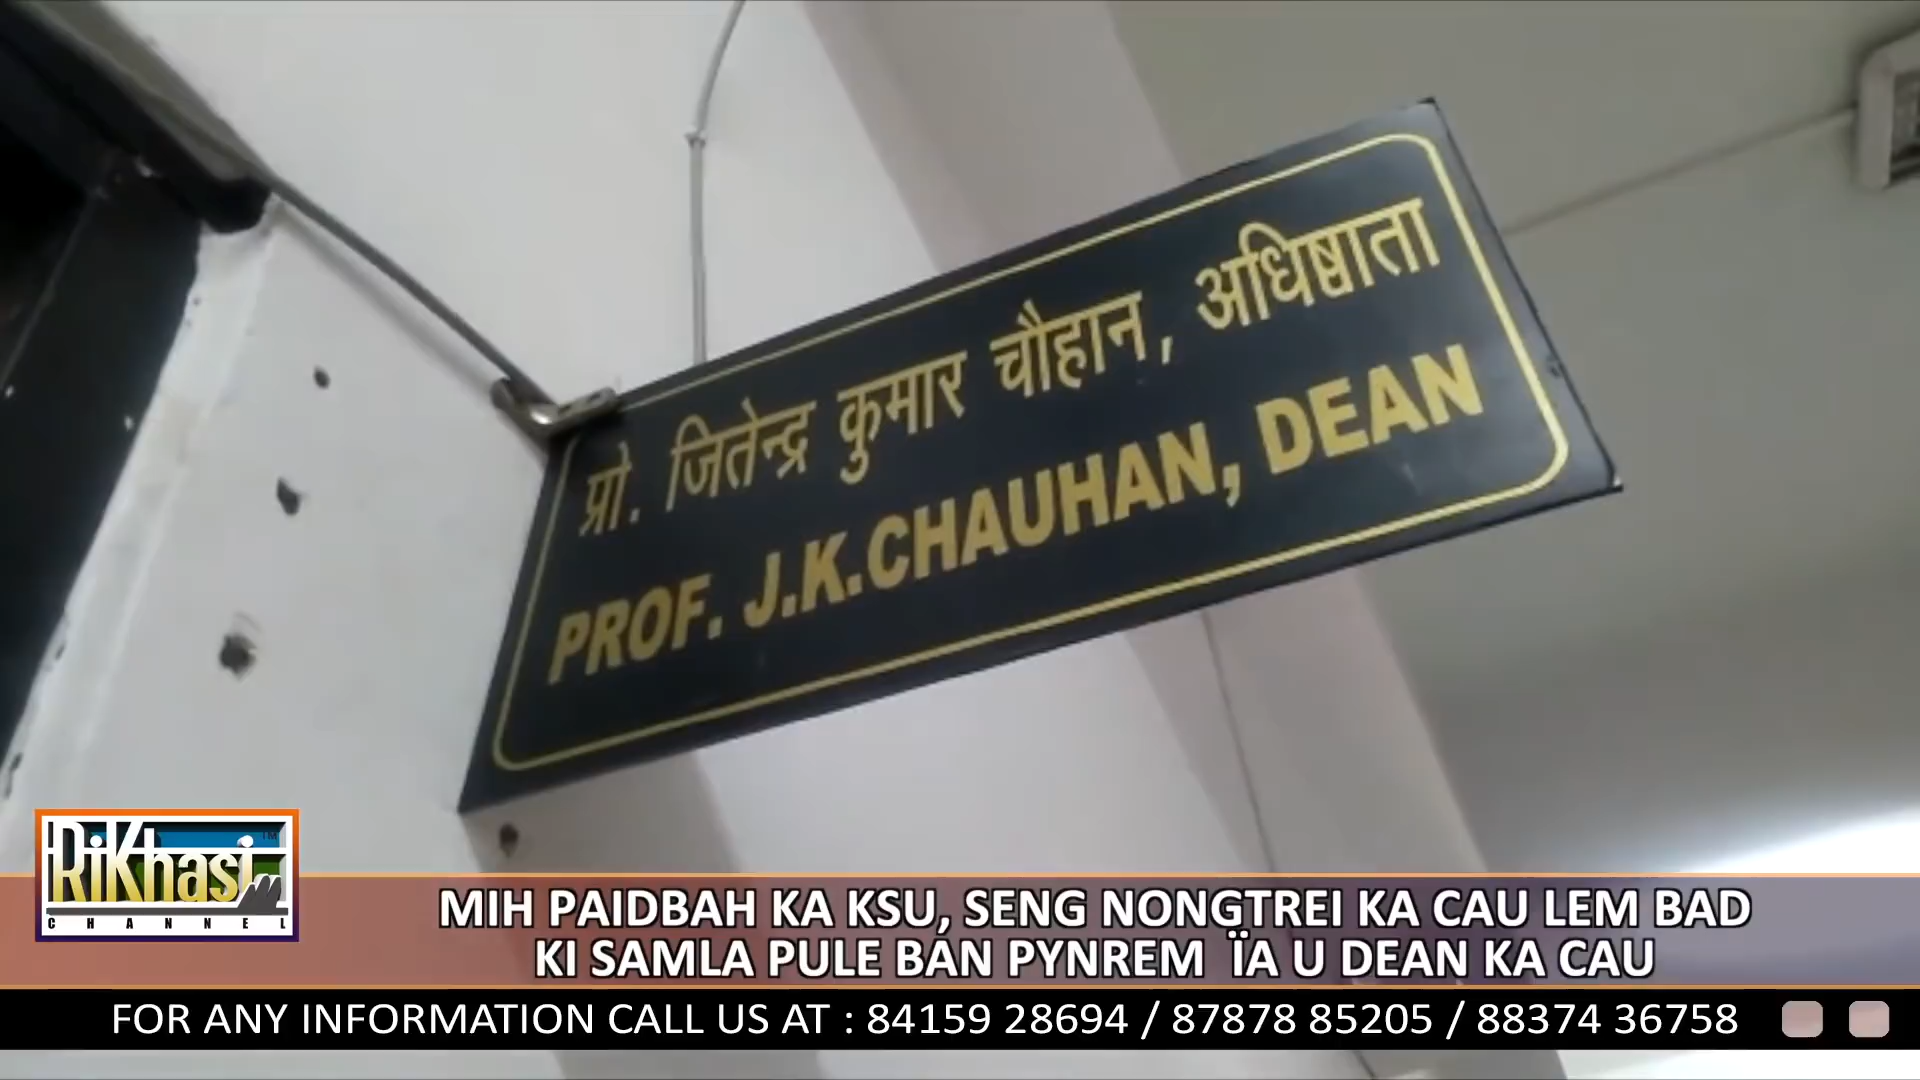 प्रो. जितेन्द्र कुमार चौहान, अधिष्ठाता
PROF. J.K.CHAUHAN, DEAN
RiKhasi TM
CHANNEL
MIH PAIDBAH KA KSU, SENG NONGTREI KA CAU LEM BAD
KI SAMLA PULE BAN PYNREM ÏA U DEAN KA CAU
FOR ANY INFORMATION CALL US AT : 84159 28694 / 87878 85205 / 88374 36758